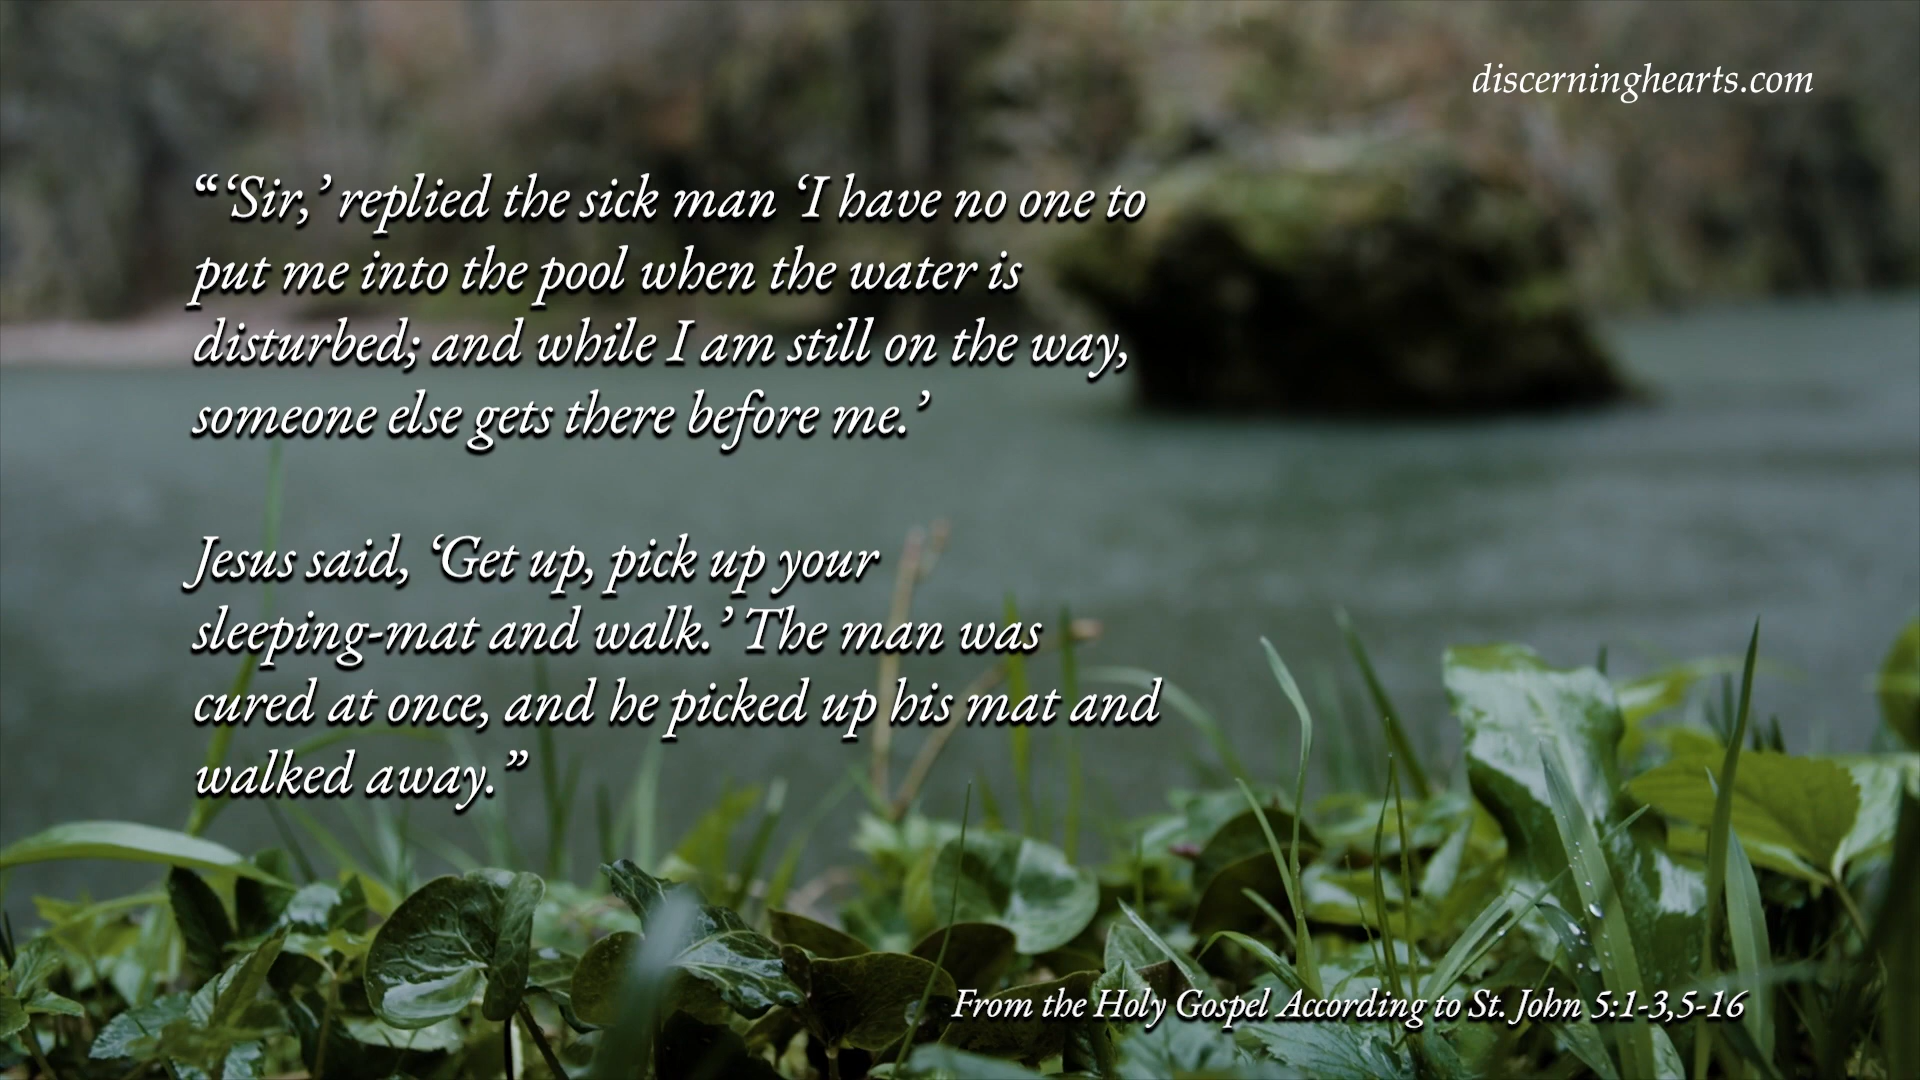 discerninghearts.com
“‘Sir,’ replied the sick man ‘I have no one to
put me into the pool when the water is
disturbed; and while I am still on the way,
someone else gets there before me.’
Jesus said, ‘Get up, pick up your
sleeping-mat and walk.’ The man was
cured at once, and he picked up his mat and
walked away.”
From the Holy Gospel According to St. John 5:1-3,5-16